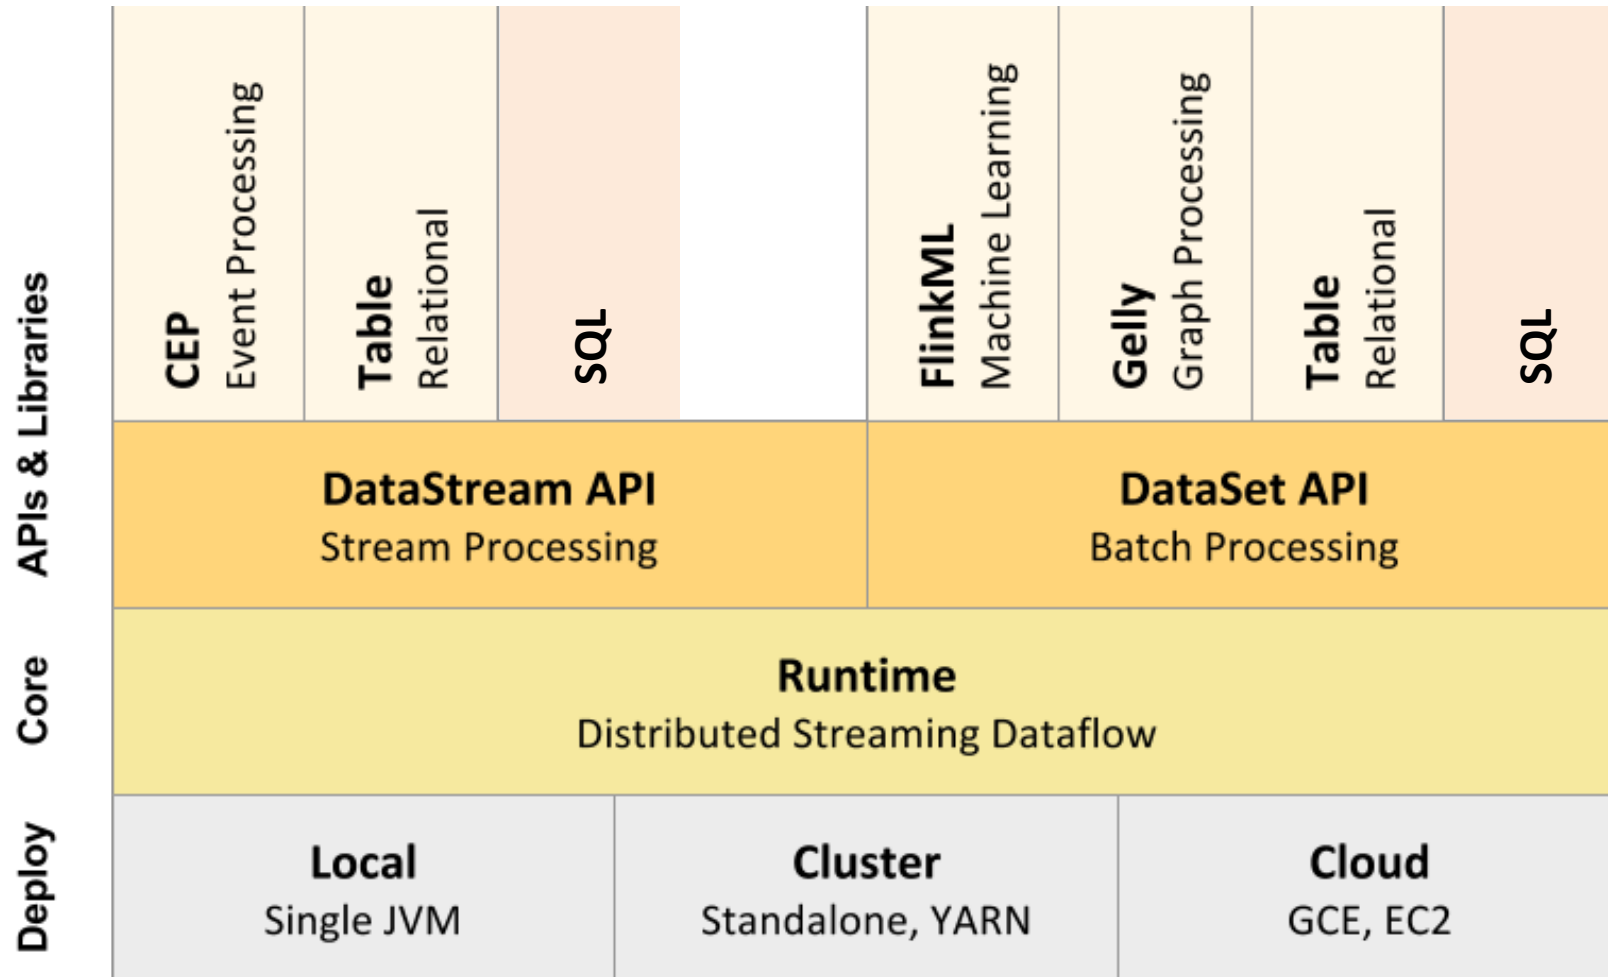 APIs & Libraries
CEP
Event Processing
Table
Relational
SQL
FlinkML
Machine Learning
Gelly
Graph Processing
Table
Relational
SQL
DataStream API
Stream Processing
DataSet API
Batch Processing
Core
Runtime
Distributed Streaming Dataflow
Deploy
Local
Single JVM
Cluster
Standalone, YARN
Cloud
GCE, EC2